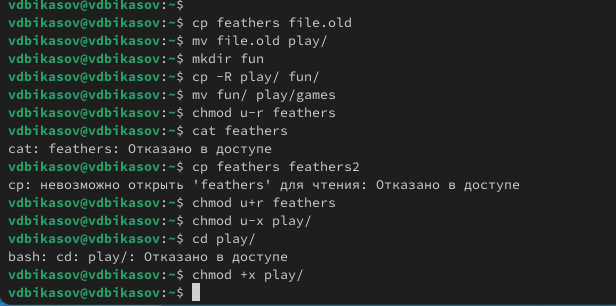 vdbikasov@vdbikasov:~$
vdbikasov@vdbikasov:~$ cp feathers file.old
vdbikasov@vdbikasov:~$ mv file.old play/
vdbikasov@vdbikasov:~$ mkdir fun
vdbikasov@vdbikasov:~$ cp -R play/ fun/
vdbikasov@vdbikasov:~$ mv fun/ play/games
vdbikasov@vdbikasov:~$ chmod u-r feathers
vdbikasov@vdbikasov:~$ cat feathers
cat: feathers: Отказано в доступе
vdbikasov@vdbikasov:~$ cp feathers feathers2
cp: невозможно открыть 'feathers' для чтения: Отказано в доступе
vdbikasov@vdbikasov:~$ chmod u+r feathers
vdbikasov@vdbikasov:~$ chmod u-x play/
vdbikasov@vdbikasov:~$ cd play/
bash: cd: play/: Отказано в доступе
vdbikasov@vdbikasov:~$ chmod +x play/
vdbikasov@vdbikasov:~$